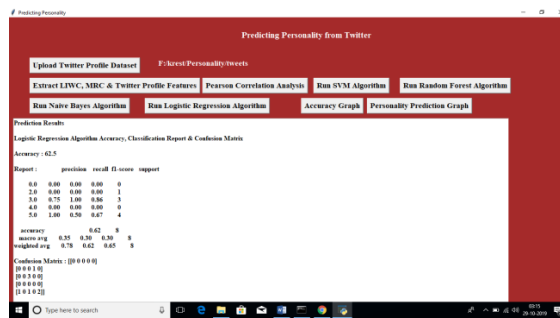 Predicting Personality
Predicting Personality from Twitter
Upload Twitter Profile Dataset F:/krest/Personality/tweets
Extract LIWC, MRC & Twitter Profile Features Pearson Correlation Analysis Run SVM Algorithm Run Random Forest Algorithm
Run Naive Bayes Algorithm Run Logistic Regression Algorithm Accuracy Graph Personality Prediction Graph
Prediction Results
Logistic Regression Algorithm Accuracy, Classification Report & Confusion Matrix
Accuracy : 62.5
Report : precision recall f1-score support
0.0 0.00 0.00 0.00 0
2.0 0.00 0.00 0.00 1
3.0 0.75 1.00 0.86 3
4.0 0.00 0.00 0.00 0
5.0 1.00 0.50 0.67 4
accuracy 0.62 8
macro avg 0.35 0.30 0.30 8
weighted avg 0.78 0.62 0.65 8
Confusion Matrix : [[0 0 0 0 0]
[0 0 0 1 0]
[0 0 3 0 0]
[0 0 0 0 0]
[1 0 1 0 2]]
Type here to search
03:15
29-10-2019